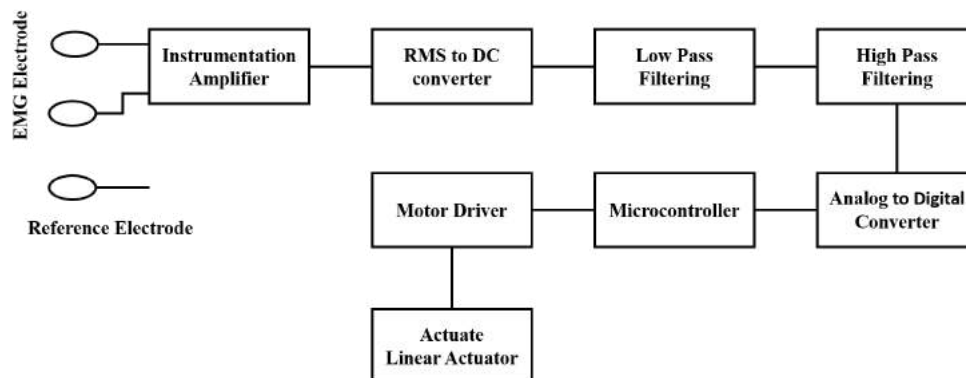 EMG Electrode
Instrumentation
Amplifier
RMS to DC
converter
Low Pass
Filtering
High Pass
Filtering
Reference Electrode
Motor Driver
Microcontroller
Analog to Digital
Converter
Actuate
Linear Actuator